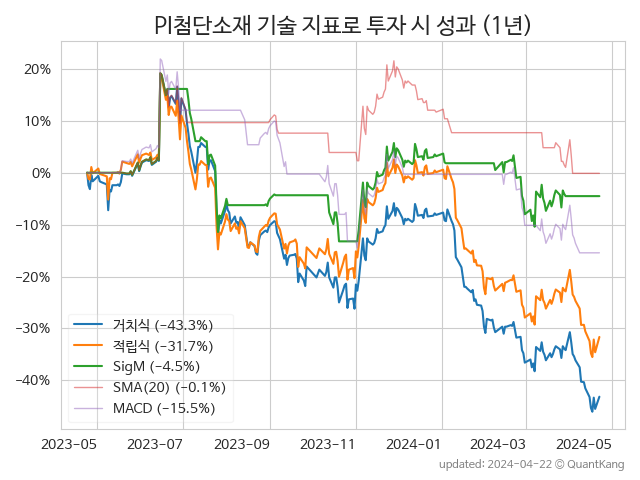 PI첨단소재 기술 지표로 투자 시 성과 (1년)
20%
10%
0%
−10%
−20%
−30%
−40%
거치식 (−43.3%)
적립식 (−31.7%)
SigM (−4.5%)
SMA(20) (−0.1%)
MACD (−15.5%)
2023−05
2023−07
2023−09
2023−11
2024−01
2024−03
2024−05
updated: 2024−04−22 © QuantKang